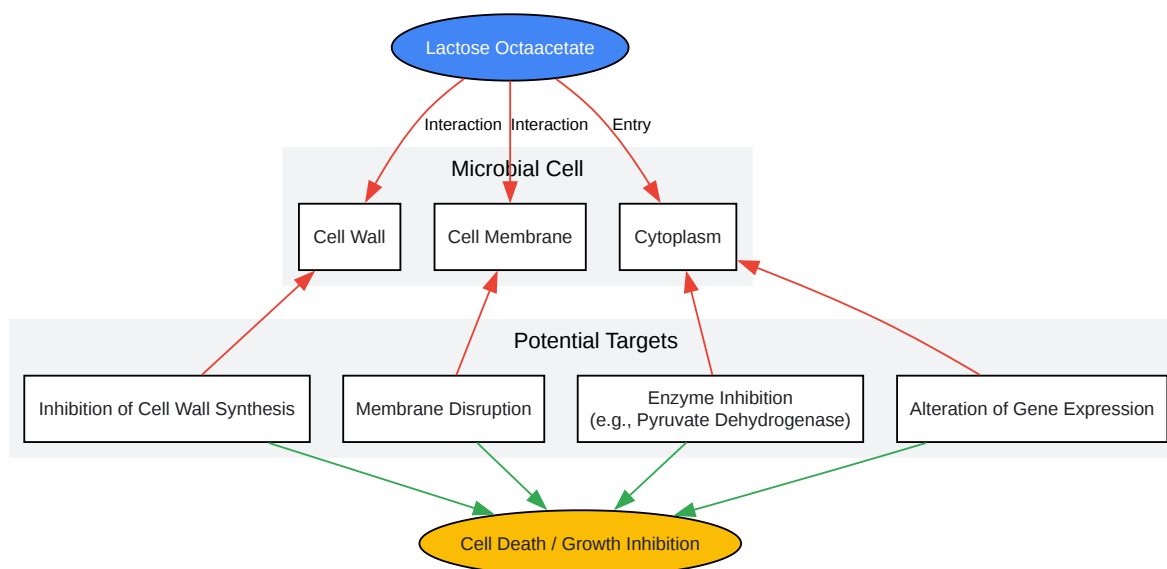 Lactose Octaacetate
Interaction
Interaction
Entry
Microbial Cell
Cell Wall
Cell Membrane
Cytoplasm
Potential Targets
Inhibition of Cell Wall Synthesis
Membrane Disruption
Enzyme Inhibition
(e.g., Pyruvate Dehydrogenase)
Alteration of Gene Expression
Cell Death / Growth Inhibition